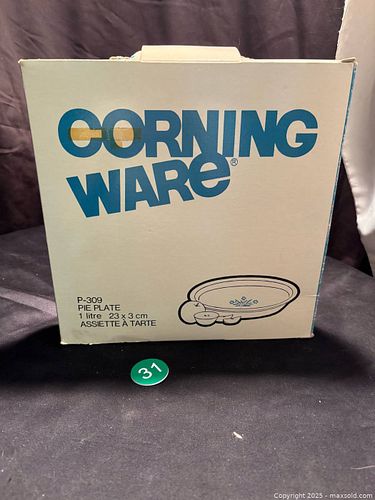 CORNING
WARE®
P-309
PIE PLATE
1 litre 23 x 3 cm
ASSIETTE À TARTE
31
Copyright © 2025 - maxsold.com